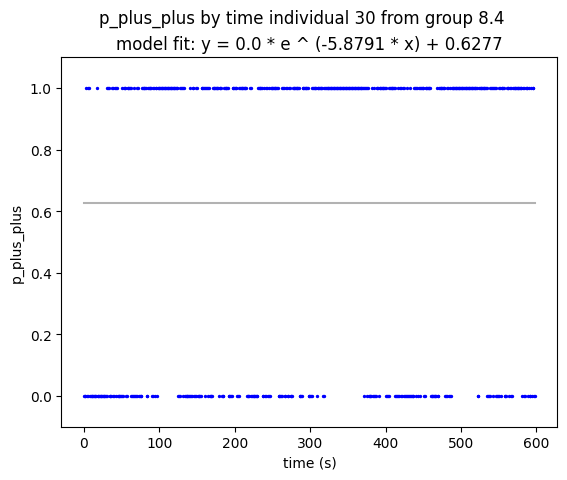 p_plus_plus by time individual 30 from group 8.4
model fit: y = 0.0 * e ^ (-5.8791 * x) + 0.6277
1.0
0.8
0.6
0.4
0.2
0.0
p_plus_plus
0 100 200 300 400 500 600
time (s)